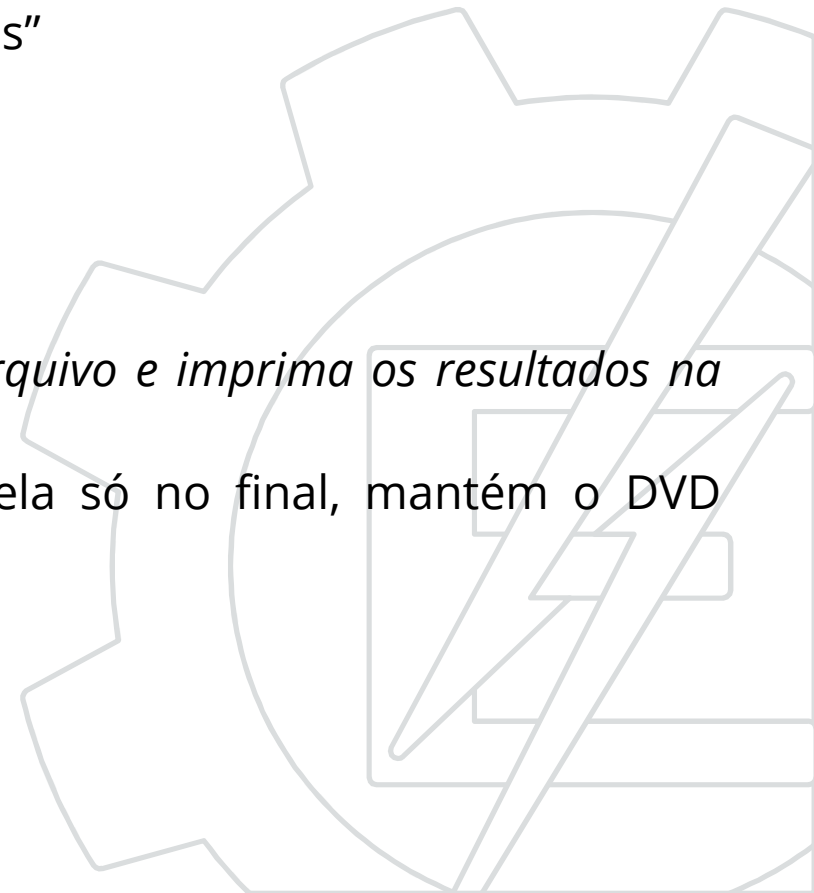 s”
rquivo e imprima os resultados na
ela só no final, mantém o DVD